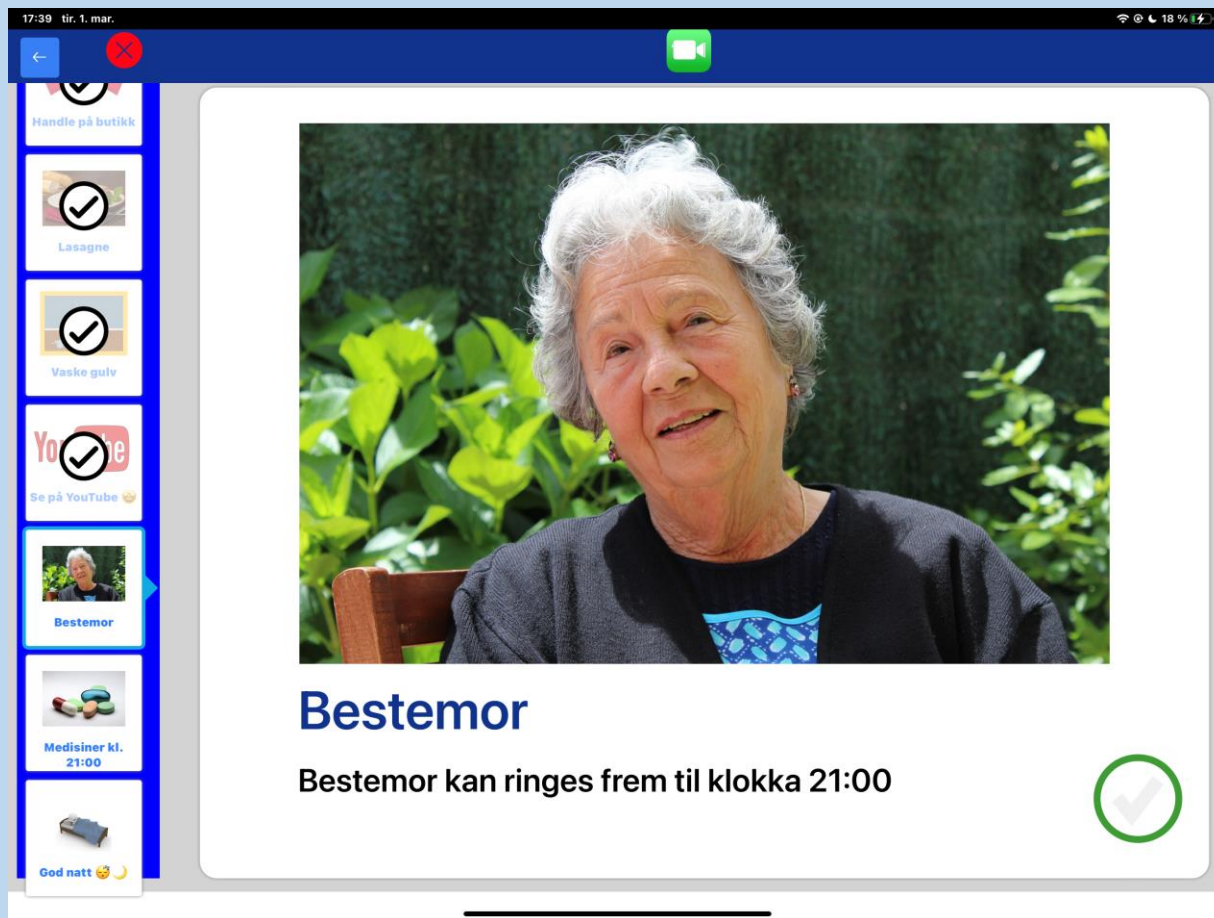 17:39 tir. 1. mar.
18 %
Handle på butikk
Lasagne
Vaske gulv
YouTube
Se på YouTube
Bestemor
Medisiner kl.
21:00
God natt
Bestemor
Bestemor kan ringes frem til klokka 21:00